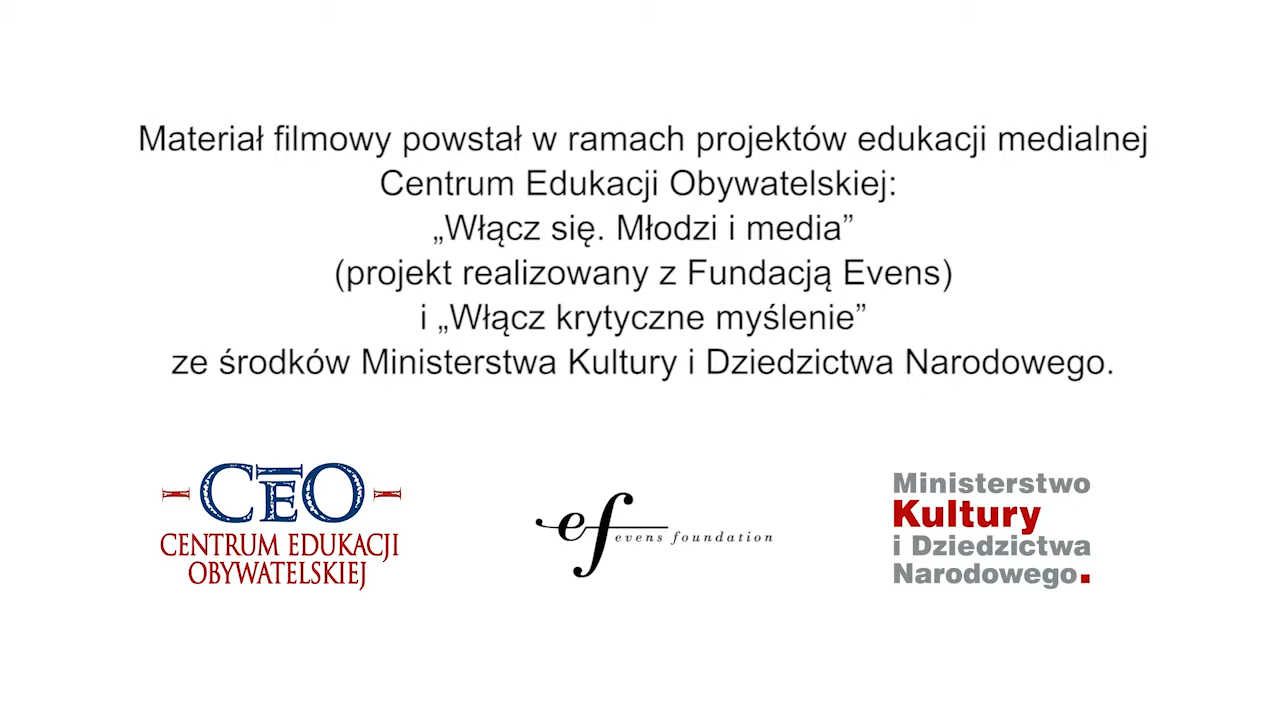 Materiał filmowy powstał w ramach projektów edukacji medialnej
Centrum Edukacji Obywatelskiej:
„Włącz się. Młodzi i media”
(projekt realizowany z Fundacją Evens)
i „Włącz krytyczne myślenie”
ze środków Ministerstwa Kultury i Dziedzictwa Narodowego.
CEO
CENTRUM EDUKACJI
OBYWATELSKIEJ
ef
evens foundation
Ministerstwo
Kultury
i Dziedzictwa
Narodowego.